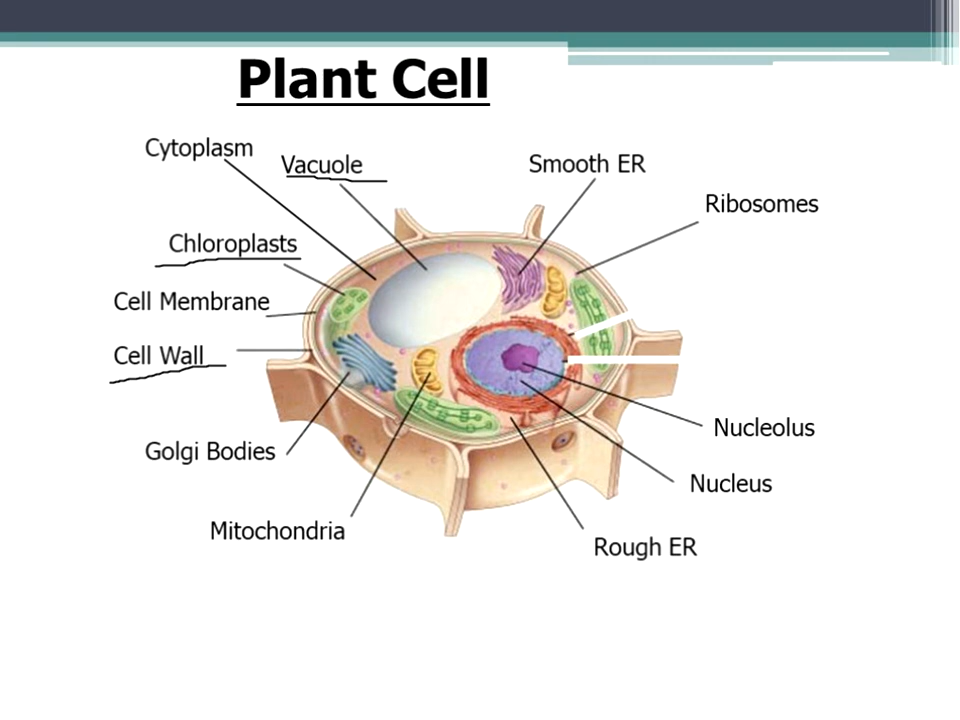 Plant Cell
Cytoplasm
Vacuole
Smooth ER
Ribosomes
Chloroplasts
Cell Membrane
Cell Wall
Golgi Bodies
Nucleolus
Nucleus
Mitochondria
Rough ER